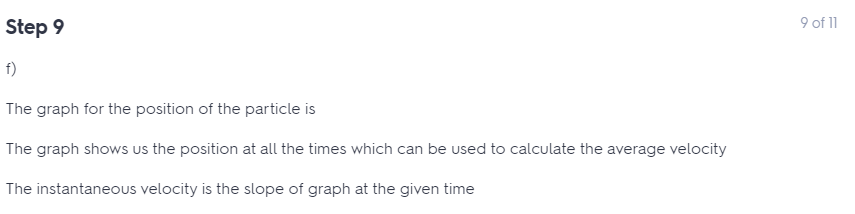 Step 9
9 of 11
f)
The graph for the position of the particle is
The graph shows us the position at all the times which can be used to calculate the average velocity
The instantaneous velocity is the slope of graph at the given time